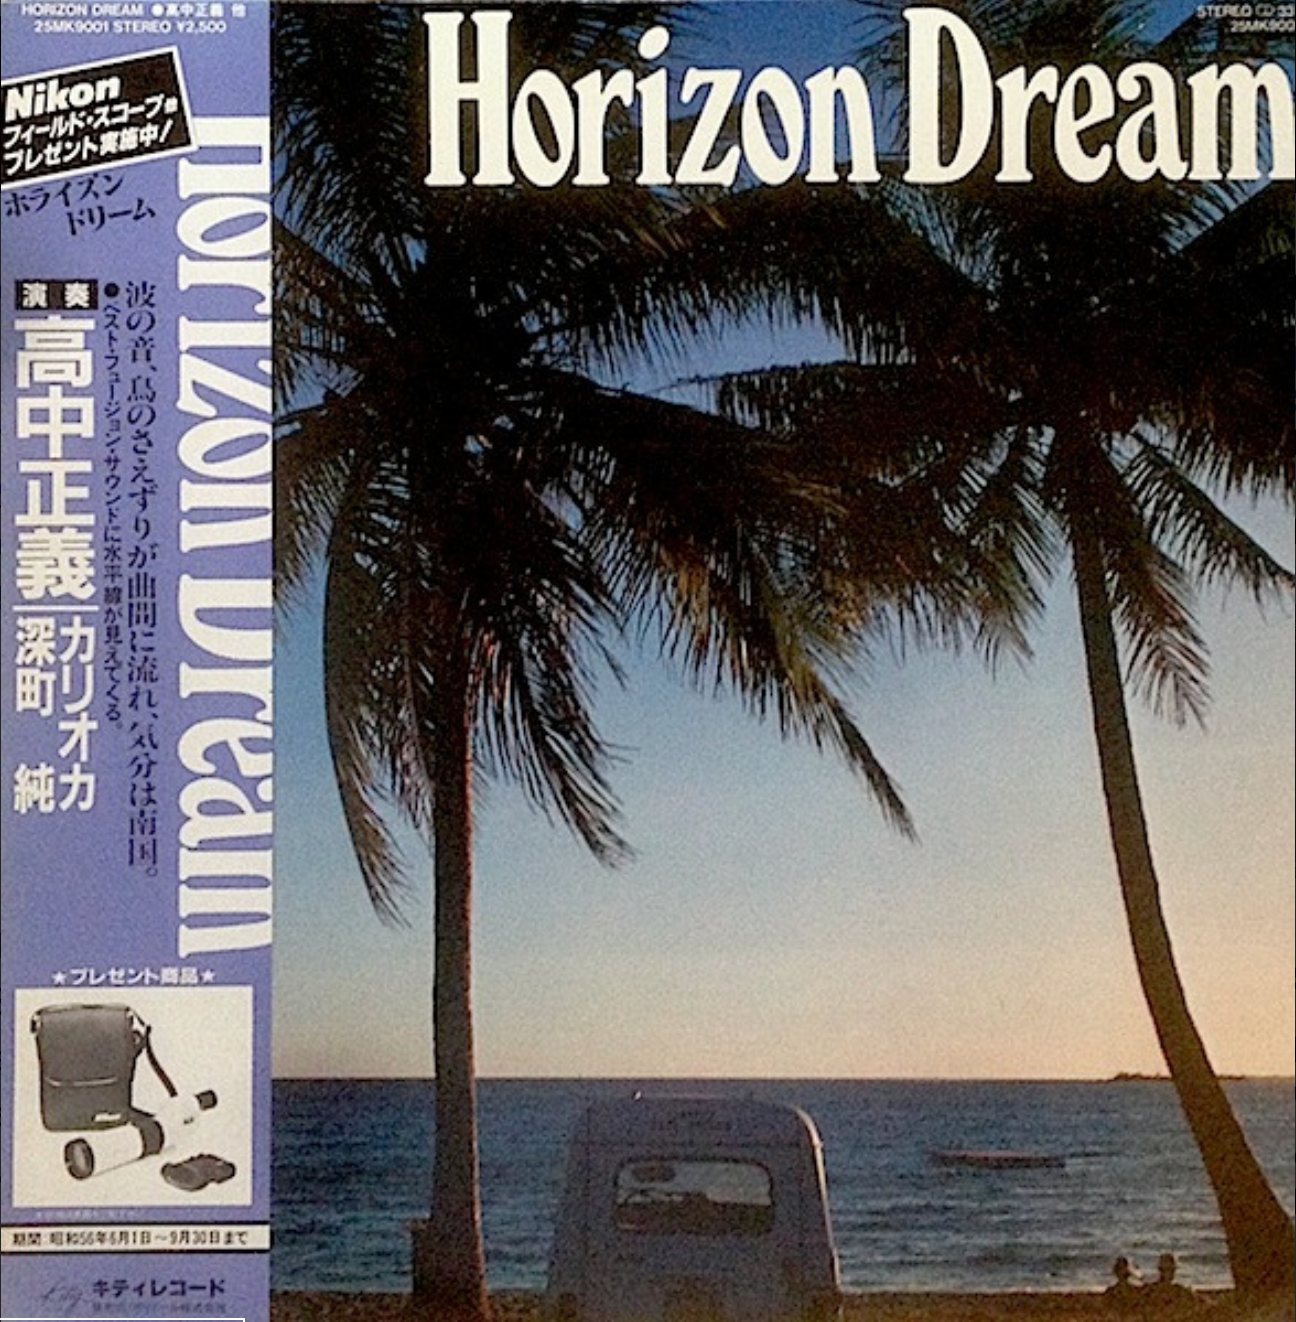 HORIZON DREAM ●高中正義 他
25MK9001 STEREO ¥2,500
Nikon
フィールド・スコープ他
プレゼント実施中!
ホライズン
ドリーム
Horizon Dream
波の音、鳥のさえずりが曲間に流れ、気分は南国。
●ベスト・フュージョン・サウンドに水平線が見えてくる。
演奏
高中正義
カリオカ
深町 純
★プレゼント商品★
Nikon
期間:昭和56年6月1日〜9月30日まで
Kitty キティレコード
Horizon Dream
STEREO 33
25MK900